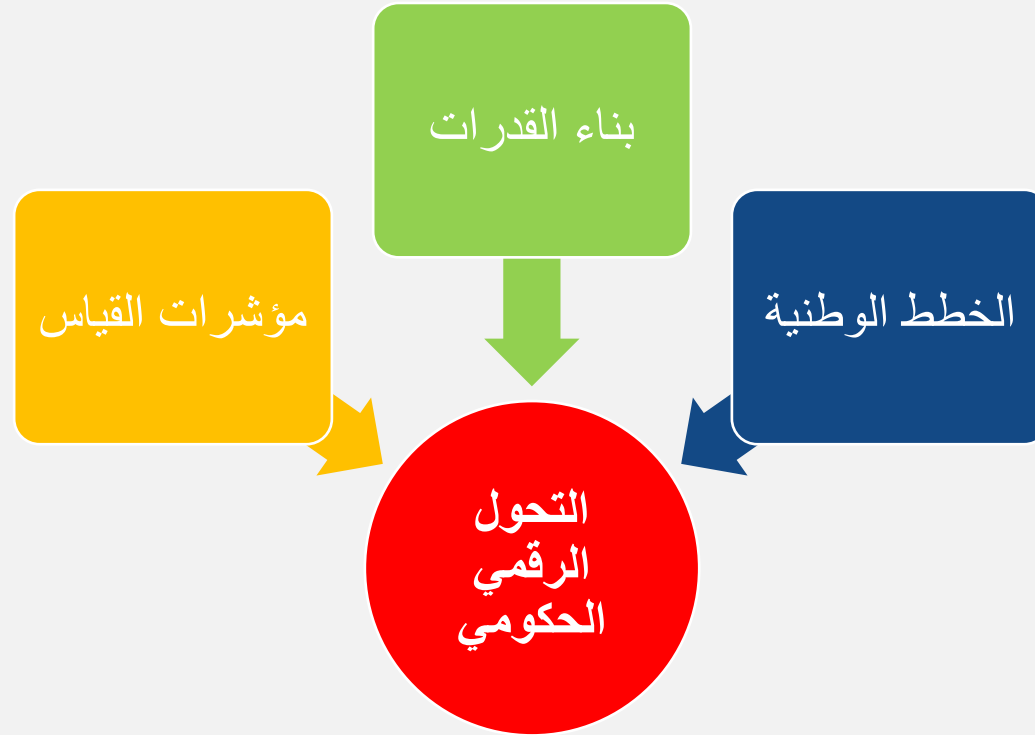 بناء القدرات
الخطط الوطنية
مؤشرات القياس
التحول
الرقمي
الحكومي